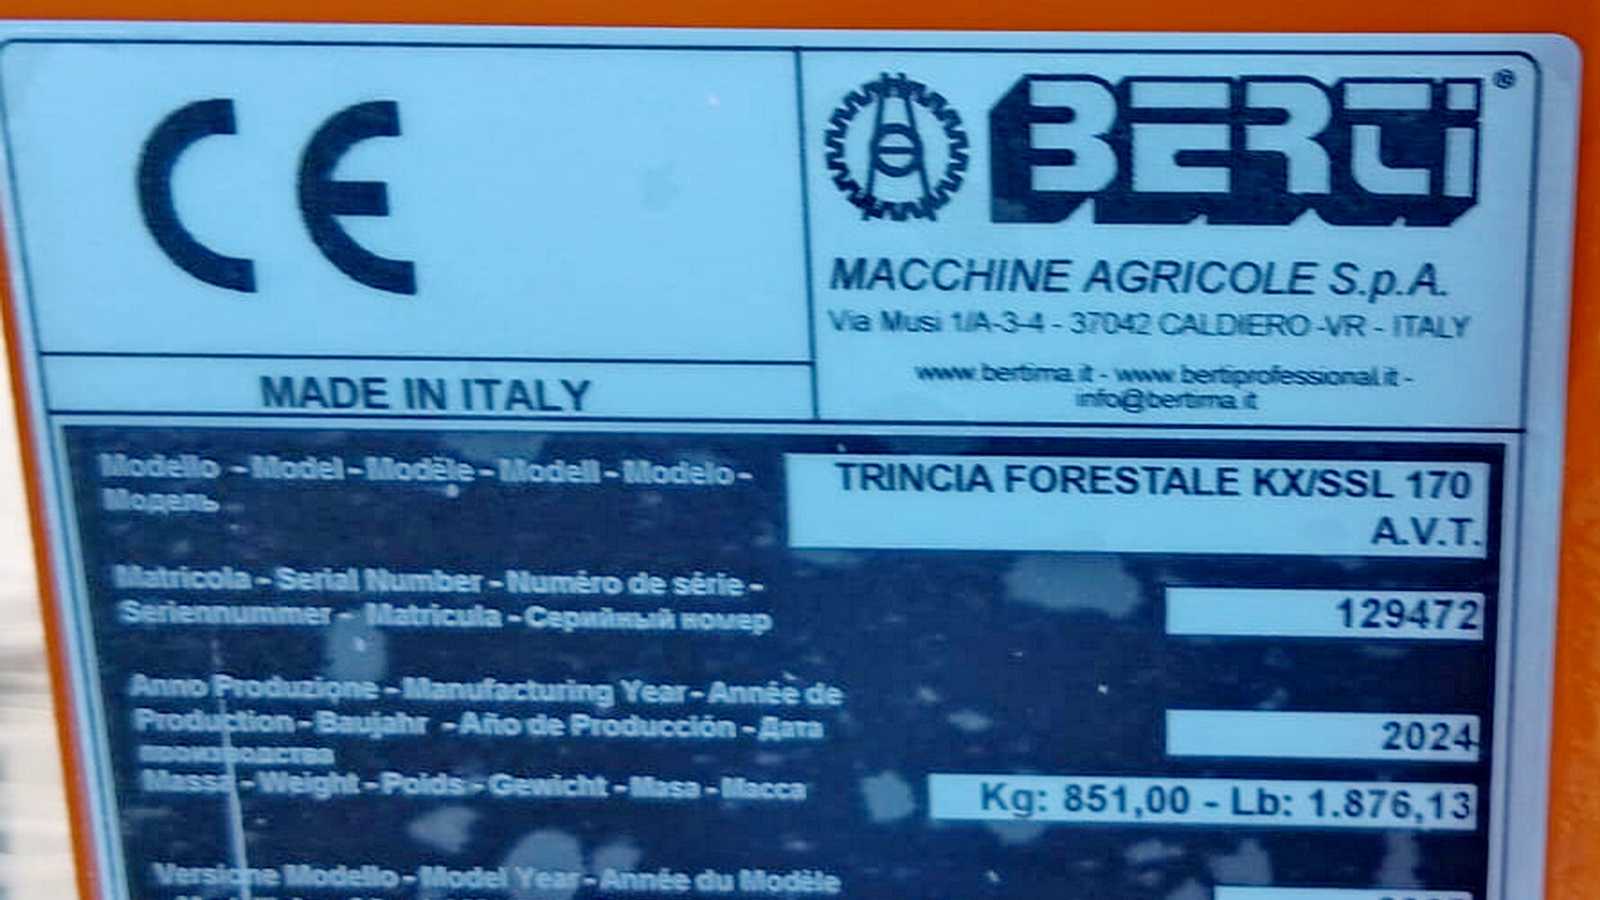 CE
BERTI®
MACCHINE AGRICOLE S.p.A.
Via Musi 1/A-3-4 - 37042 CALDIERO -VR - ITALY
www.bertima.it - www.bertiprofessional.it -
info@bertima.it
MADE IN ITALY
Modello - Model - Modèle - Modell - Modelo -
Модель
TRINCIA FORESTALE KX/SSL 170
A.V.T.
Matricola - Serial Number - Numéro de série -
Seriennummer - Matricula - Серийный номер
129472
Anno Produzione - Manufacturing Year - Année de
Production - Baujahr - Año de Producción - Дата
производства
2024
Massa - Weight - Poids - Gewicht - Masa - Масса
Kg: 851,00 - Lb: 1.876,13
Versione Modello - Model Year - Année du Modèle